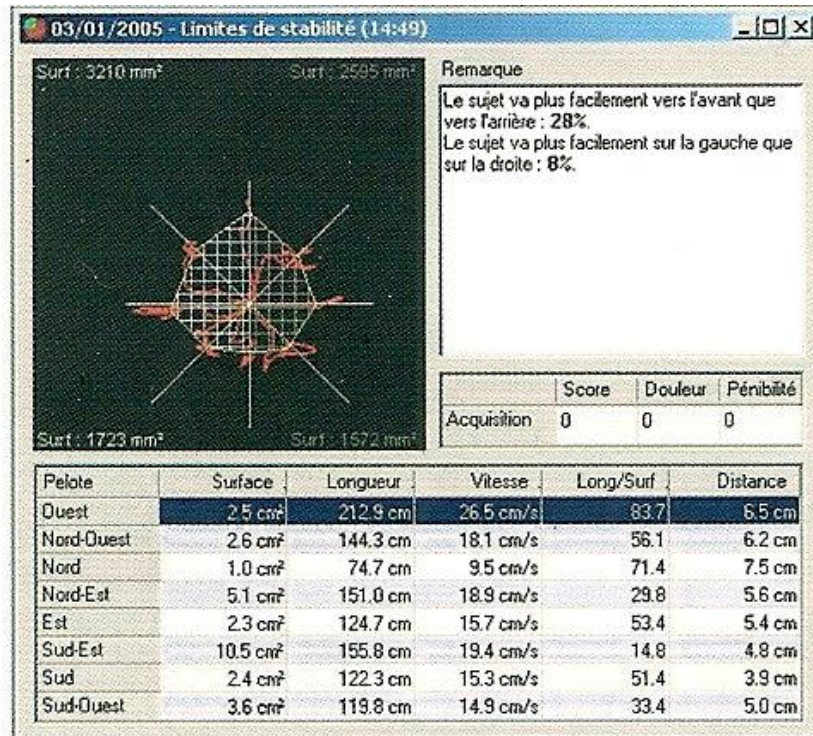 03/01/2005 - Limites de stabilité (14:49)
Surf : 3210 mm² Surf : 2595 mm²
Remarque
Le sujet va plus facilement vers l'avant que
vers l'arrière : 28%.
Le sujet va plus facilement sur la gauche que
sur la droite : 8%.
Score Douleur Pénibilité
Acquisition 0 0 0
Surf : 1723 mm² Surf : 1572 mm²
Pelote Surface Longueur Vitesse Long/Surf Distance
Ouest 2.5 cm² 212.9 cm 26.5 cm/s 83.7 6.5 cm
Nord-Ouest 2.6 cm² 144.3 cm 18.1 cm/s 56.1 6.2 cm
Nord 1.0 cm² 74.7 cm 9.5 cm/s 71.4 7.5 cm
Nord-Est 5.1 cm² 151.0 cm 18.9 cm/s 29.8 5.6 cm
Est 2.3 cm² 124.7 cm 15.7 cm/s 53.4 5.4 cm
Sud-Est 10.5 cm² 155.8 cm 19.4 cm/s 14.8 4.8 cm
Sud 2.4 cm² 122.3 cm 15.3 cm/s 51.4 3.9 cm
Sud-Ouest 3.6 cm² 119.8 cm 14.9 cm/s 33.4 5.0 cm